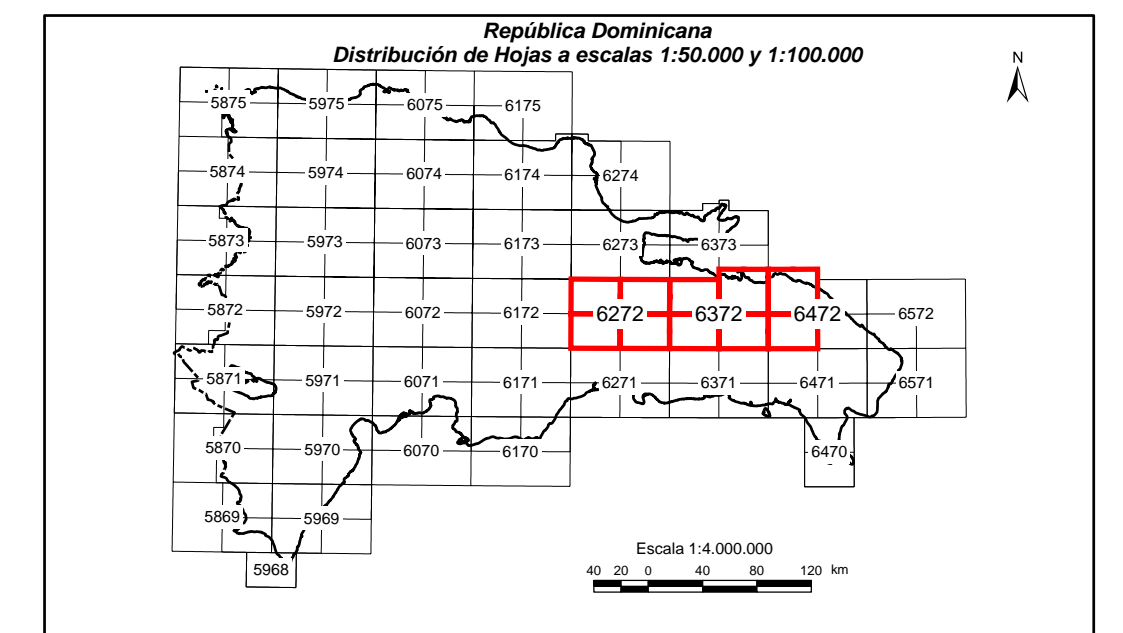 República Dominicana
Distribución de Hojas a escalas 1:50.000 y 1:100.000
N
5875 5975 6075 6175
5874 5974 6074 6174 6274
5873 5973 6073 6173 6273 6373
5872 5972 6072 6172 6272 6372 6472 6572
5871 5971 6071 6171 6271 6371 6471 6571
5870 5970 6070 6170 6470
5869 5969
5968
Escala 1:4.000.000
40 20 0 40 80 120 km